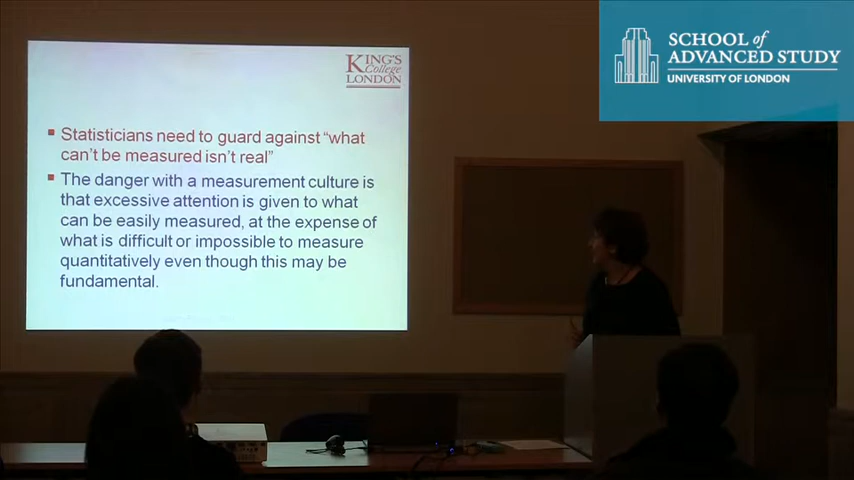 KING'S
College
LONDON
Statisticians need to guard against “what
can't be measured isn't real”
The danger with a measurement culture is
that excessive attention is given to what
can be easily measured, at the expense of
what is difficult or impossible to measure
quantitatively even though this may be
fundamental.
SCHOOL of
ADVANCED STUDY
UNIVERSITY OF LONDON